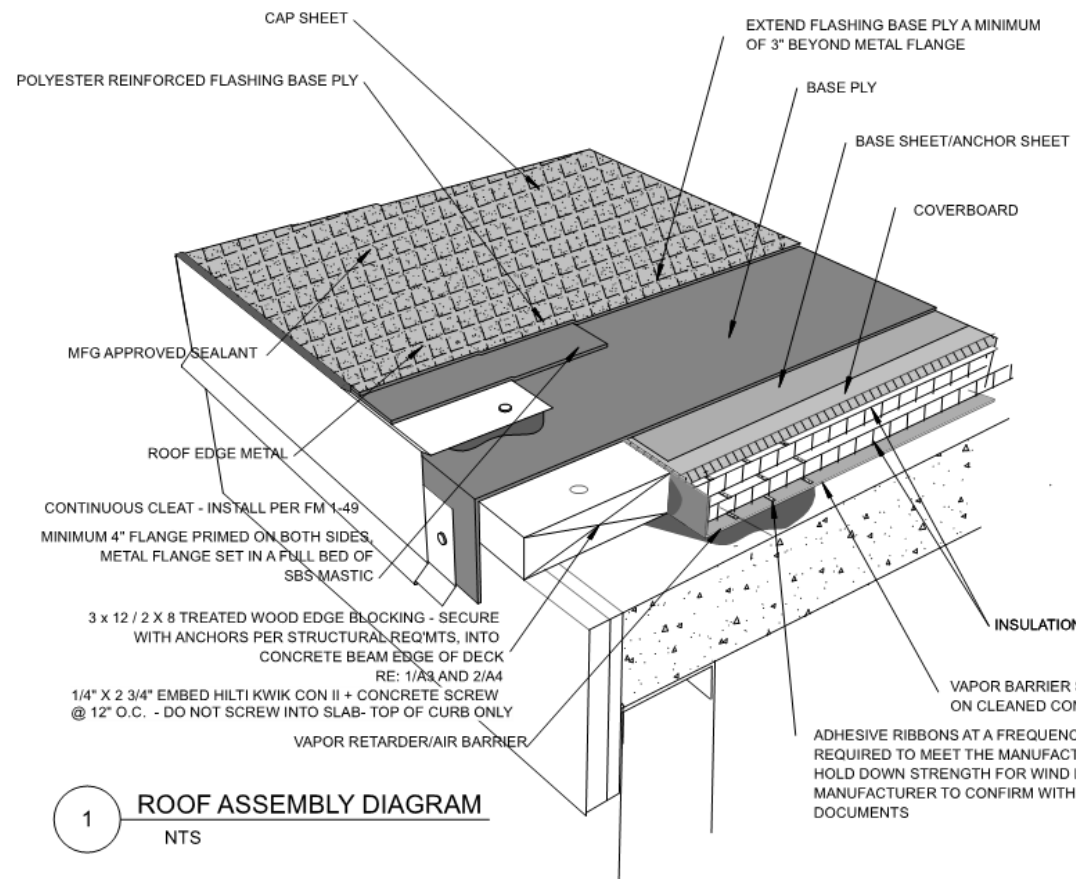 CAP SHEET
EXTEND FLASHING BASE PLY A MINIMUM
OF 3" BEYOND METAL FLANGE
POLYESTER REINFORCED FLASHING BASE PLY
BASE PLY
BASE SHEET/ANCHOR SHEET
COVERBOARD
MFG APPROVED SEALANT
ROOF EDGE METAL
CONTINUOUS CLEAT - INSTALL PER FM 1-49
MINIMUM 4" FLANGE PRIMED ON BOTH SIDES,
METAL FLANGE SET IN A FULL BED OF
SBS MASTIC
3 x 12 / 2 X 8 TREATED WOOD EDGE BLOCKING - SECURE
WITH ANCHORS PER STRUCTURAL REQ'MTS, INTO
CONCRETE BEAM EDGE OF DECK
RE: 1/A3 AND 2/A4
1/4" X 2 3/4" EMBED HILTI KWIK CON II + CONCRETE SCREW
@ 12" O.C. - DO NOT SCREW INTO SLAB- TOP OF CURB ONLY
VAPOR RETARDER/AIR BARRIER
INSULATION
VAPOR BARRIER
ON CLEANED
ADHESIVE RIBBONS AT A
REQUIRED TO MEET THE
HOLD DOWN STRENGTH FOR WIND
MANUFACTURER TO CONFIRM WITH
DOCUMENTS
1
ROOF ASSEMBLY DIAGRAM
NTS